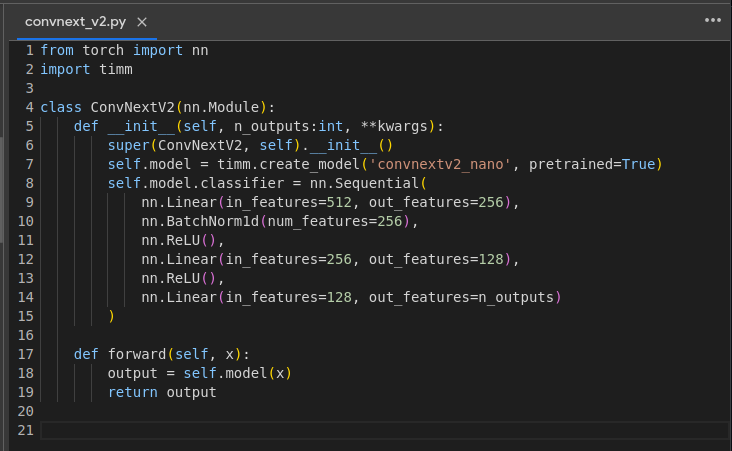 convnext_v2.py ×
1 from torch import nn
2 import timm
3
4 class ConvNextV2(nn.Module):
5     def __init__(self, n_outputs:int, **kwargs):
6         super(ConvNextV2, self).__init__()
7         self.model = timm.create_model('convnextv2_nano', pretrained=True)
8         self.model.classifier = nn.Sequential(
9             nn.Linear(in_features=512, out_features=256),
10             nn.BatchNorm1d(num_features=256),
11             nn.ReLU(),
12             nn.Linear(in_features=256, out_features=128),
13             nn.ReLU(),
14             nn.Linear(in_features=128, out_features=n_outputs)
15         )
16
17     def forward(self, x):
18         output = self.model(x)
19         return output
20
21